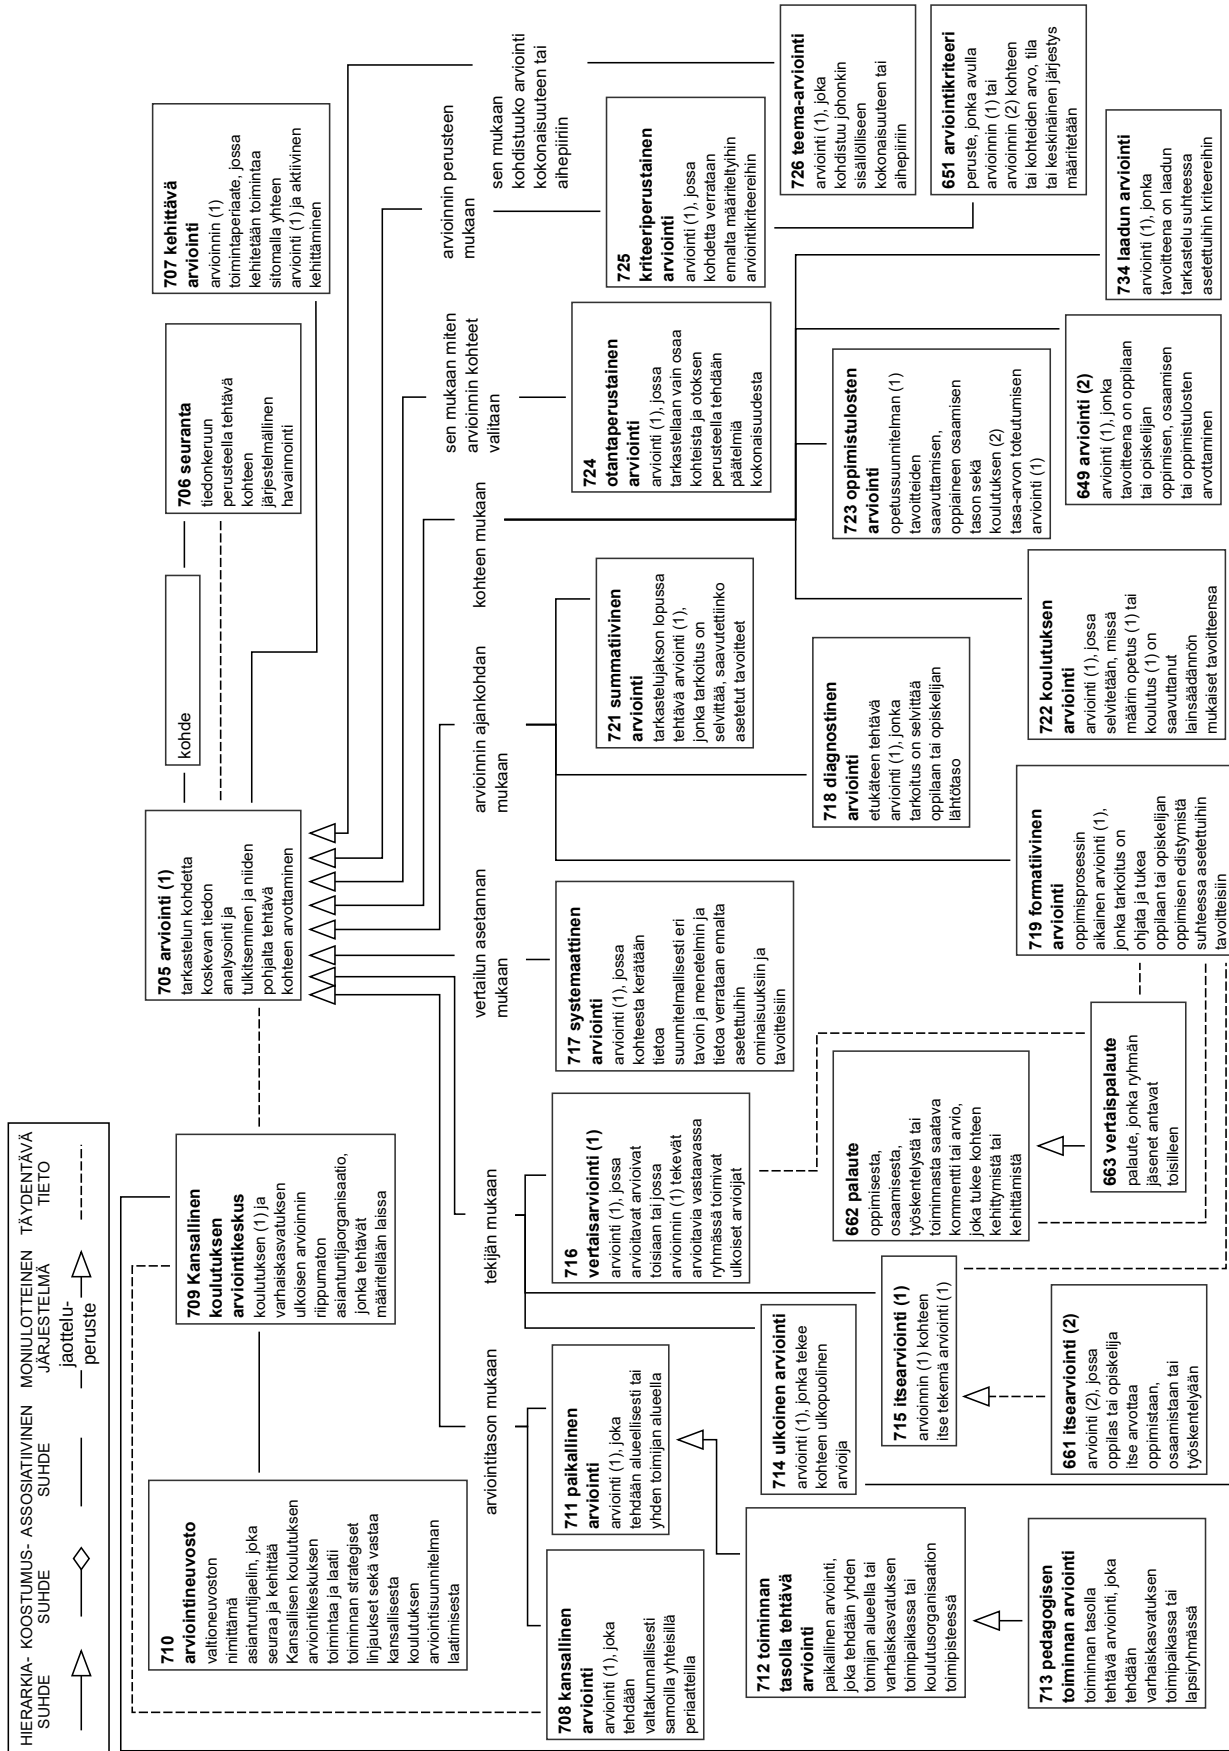 HIERARKIA-
SUHDE
KOOSTUMUS-
SUHDE
ASSOSIATIIVINEN
SUHDE
MONIULOTTEINEN
JÄRJESTELMÄ
jaottelu-
peruste
TÄYDENTÄVÄ
TIETO
710
arviointineuvosto
valtioneuvoston
nimittämä
asiantuntijaelin, joka
seuraa ja kehittää
Kansallisen koulutuksen
arviointikeskuksen
toimintaa ja laatii
toiminnan strategiset
linjaukset sekä vastaa
kansallisesta
koulutuksen
arviointisuunnitelman
laatimisesta
709 Kansallinen
koulutuksen
arviointikeskus
koulutuksen (1) ja
varhaiskasvatuksen
ulkoisen arvioinnin
riippumaton
asiantuntijaorganisaatio,
jonka tehtävät
määritellään laissa
705 arviointi (1)
tarkastelun kohdetta
koskevan tiedon
analysointi ja
tulkitseminen ja niiden
pohjalta tehtävä
kohteen arvottaminen
kohde
706 seuranta
tiedonkeruun
perusteella tehtävä
kohteen
järjestelmällinen
havainnointi
707 kehittävä
arviointi
arvioinnin (1)
toimintaperiaate, jossa
kehitetään toimintaa
sitomalla yhteen
arviointi (1) ja aktiivinen
kehittäminen
arviointitason mukaan
tekijän mukaan
vertailun asetannan
mukaan
arvioinnin ajankohdan
mukaan
kohteen mukaan
sen mukaan miten
arvioinnin kohteet
valitaan
arvioinnin perusteen
mukaan
sen mukaan
kohdistuuko arviointi
kokonaisuuteen tai
aihepiiriin
708 kansallinen
arviointi
arviointi (1), joka
tehdään
valtakunnallisesti
samoilla yhteisillä
periaatteilla
711 paikallinen
arviointi
arviointi (1), joka
tehdään alueellisesti tai
yhden toimijan alueella
716
vertaisarviointi (1)
arviointi (1), jossa
arvioitavat arvioivat
toisiaan tai jossa
arvioinnin (1) tekevät
arvioitavia vastaavassa
ryhmässä toimivat
ulkoiset arvioijat
717 systemaattinen
arviointi
arviointi (1), jossa
kohteesta kerätään
tietoa
suunnitelmallisesti eri
tavoin ja menetelmin ja
tietoa verrataan ennalta
asetettuihin
ominaisuuksiin ja
tavoitteisiin
721 summatiivinen
arviointi
tarkastelujakson lopussa
tehtävä arviointi (1),
jonka tarkoitus on
selvittää, saavutettiinko
asetetut tavoitteet
724
otantaperustainen
arviointi
arviointi (1), jossa
tarkastellaan vain osaa
kohteista ja otoksen
perusteella tehdään
päätelmiä
kokonaisuudesta
725
kriteeriperustainen
arviointi
arviointi (1), jossa
kohdetta verrataan
ennalta määriteltyihin
arviointikriteereihin
726 teema-arviointi
arviointi (1), joka
kohdistuu johonkin
sisällölliseen
kokonaisuuteen tai
aihepiiriin
712 toiminnan
tasolla tehtävä
arviointi
paikallinen arviointi,
joka tehdään yhden
toimijan alueella tai
varhaiskasvatuksen
toimipaikassa tai
koulutusorganisaation
toimipisteessä
714 ulkoinen arviointi
arviointi (1), jonka tekee
kohteen ulkopuolinen
arvioija
715 itsearviointi (1)
arvioinnin (1) kohteen
itse tekemä arviointi (1)
662 palaute
oppimisesta,
osaamisesta,
työskentelystä tai
toiminnasta saatava
kommentti tai arvio,
joka tukee kohteen
kehittymistä tai
kehittämistä
718 diagnostinen
arviointi
etukäteen tehtävä
arviointi (1), jonka
tarkoitus on selvittää
oppilaan tai opiskelijan
lähtötaso
723 oppimistulosten
arviointi
opetussuunnitelman (1)
tavoitteiden
saavuttamisen,
oppiaineen osaamisen
tason sekä
koulutuksen (2)
tasa-arvon toteutumisen
arviointi (1)
651 arviointikriteeri
peruste, jonka avulla
arvioinnin (1) tai
arvioinnin (2) kohteen
tai kohteiden arvo, tila
tai keskinäinen järjestys
määritetään
713 pedagogisen
toiminnan arviointi
toiminnan tasolla
tehtävä arviointi, joka
tehdään
varhaiskasvatuksen
toimipaikassa tai
lapsiryhmässä
661 itsearviointi (2)
arviointi (2), jossa
oppilas tai opiskelija
itse arvottaa
oppimistaan,
osaamistaan tai
työskentelyään
663 vertaispalaute
palaute, jonka ryhmän
jäsenet antavat
toisilleen
719 formatiivinen
arviointi
oppimisprosessin
aikainen arviointi (1),
jonka tarkoitus on
ohjata ja tukea
oppilaan tai opiskelijan
oppimisen edistymistä
suhteessa asetettuihin
tavoitteisiin
722 koulutuksen
arviointi
arviointi (1), jossa
selvitetään, missä
määrin opetus (1) tai
koulutus (1) on
saavuttanut
lainsäädännön
mukaiset tavoitteensa
649 arviointi (2)
arviointi (1), jonka
tavoitteena on oppilaan
tai opiskelijan
oppimisen, osaamisen
tai oppimistulosten
arvottaminen
734 laadun arviointi
arviointi (1), jonka
tavoitteena on laadun
tarkastelu suhteessa
asetettuihin kriteereihin